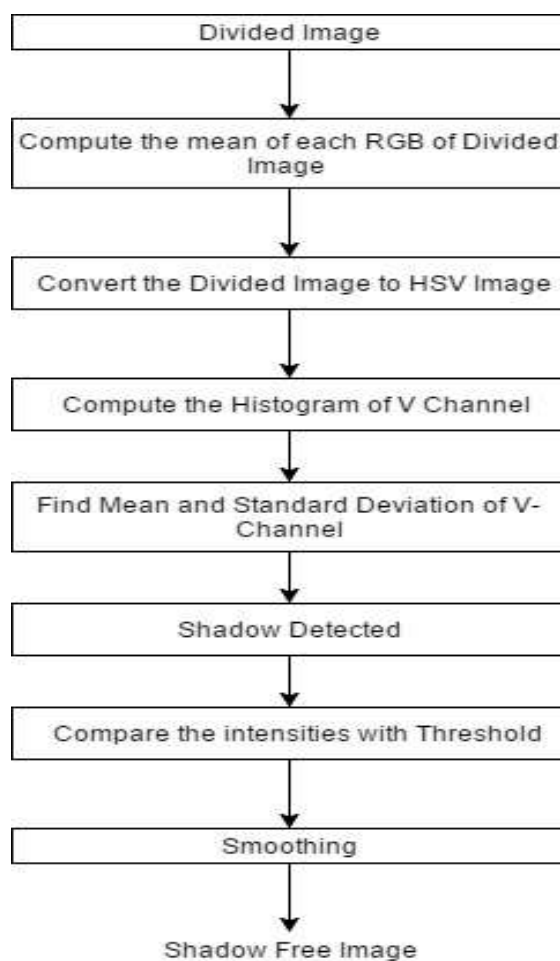 Divided Image
Compute the mean of each RGB of Divided
Image
Convert the Divided Image to HSV Image
Compute the Histogram of V Channel
Find Mean and Standard Deviation of V-
Channel
Shadow Detected
Compare the intensities with Threshold
Smoothing
Shadow Free Image